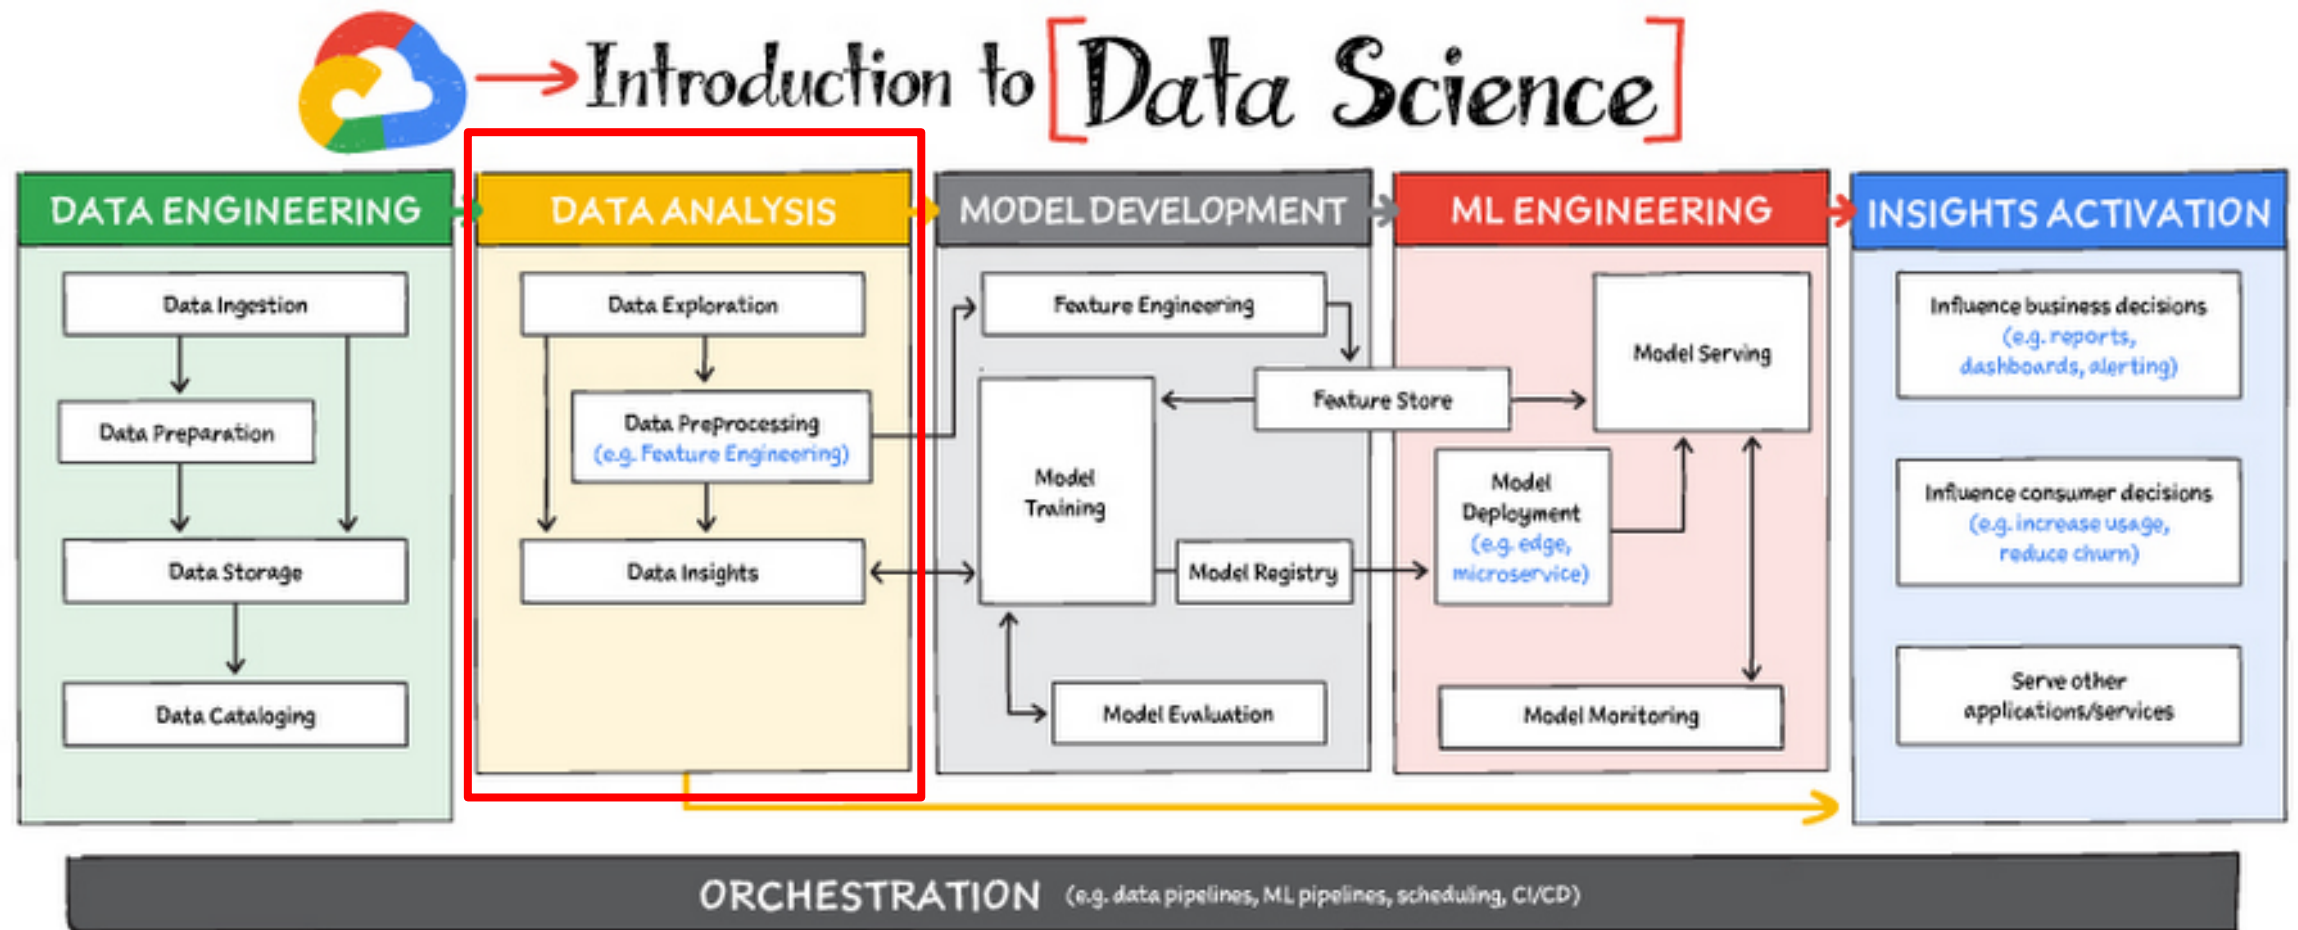 Introduction to [Data Science]
DATA ENGINEERING
Data Ingestion
Data Preparation
Data Storage
Data Cataloging
DATA ANALYSIS
Data Exploration
Data Preprocessing
(e.g. Feature Engineering)
Data Insights
MODEL DEVELOPMENT
Feature Engineering
Feature Store
Model
Training
Model Registry
Model Evaluation
ML ENGINEERING
Model Serving
Model
Deployment
(e.g. edge,
microservice)
Model Monitoring
INSIGHTS ACTIVATION
Influence business decisions
(e.g. reports,
dashboards, alerting)
Influence consumer decisions
(e.g. increase usage,
reduce churn)
Serve other
applications/services
ORCHESTRATION (e.g. data pipelines, ML pipelines, scheduling, CI/CD)